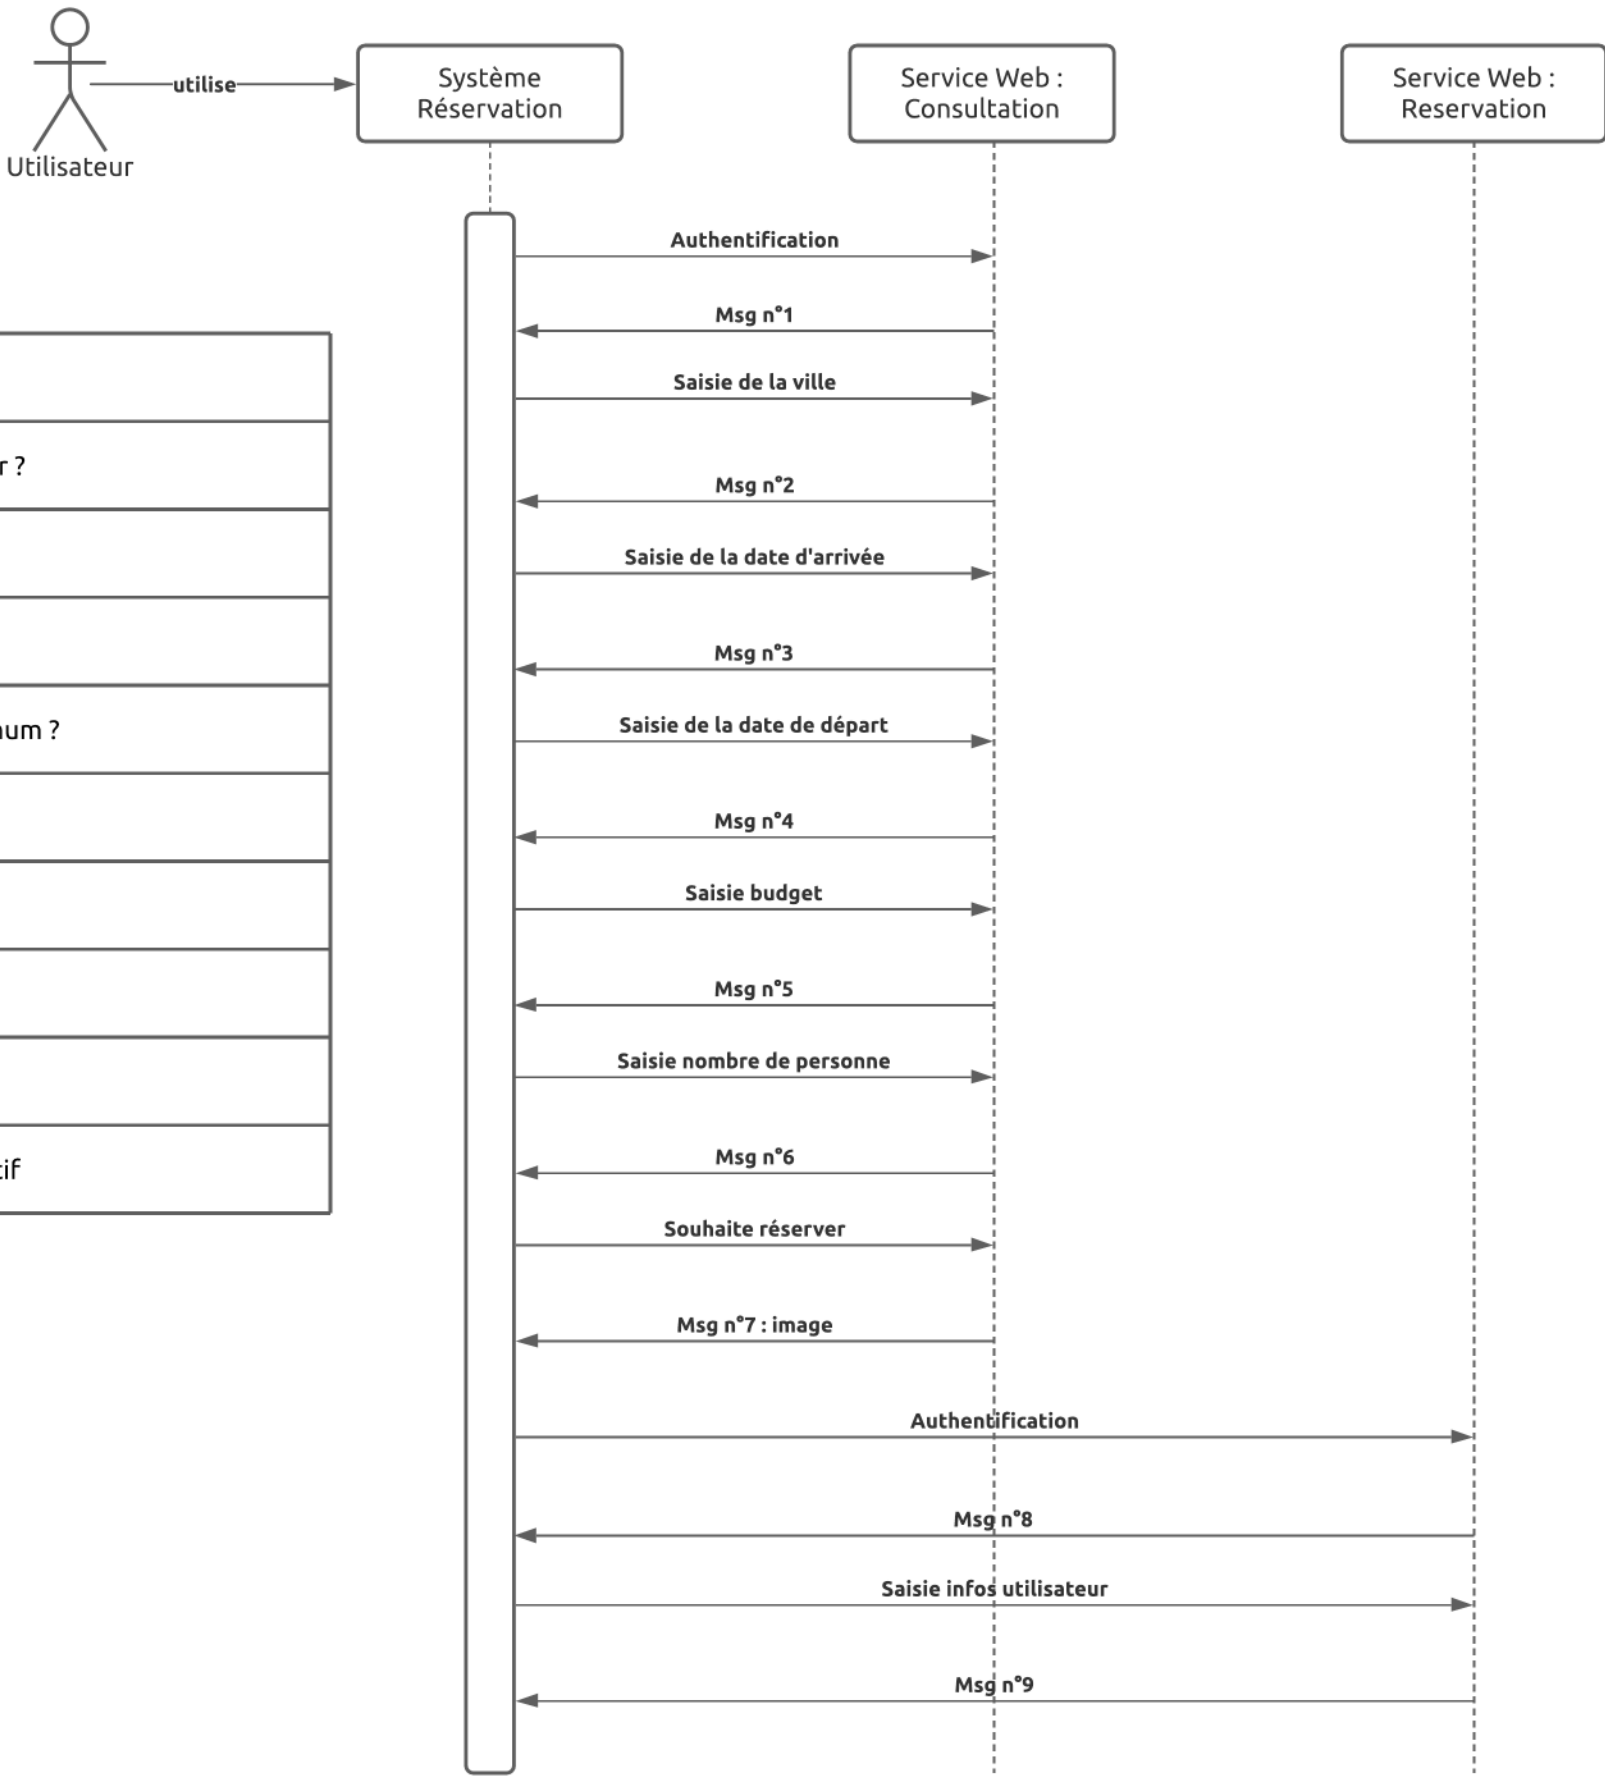 utilise
Utilisateur
Système
Réservation
Service Web :
Consultation
Service Web :
Reservation
Authentification
Msg n°1
Saisie de la ville
r ?
Msg n°2
Saisie de la date d'arrivée
Msg n°3
Saisie de la date de départ
um ?
Msg n°4
Saisie budget
Msg n°5
Saisie nombre de personne
Msg n°6
tif
Souhaite réserver
Msg n°7 : image
Authentification
Msg n°8
Saisie infos utilisateur
Msg n°9